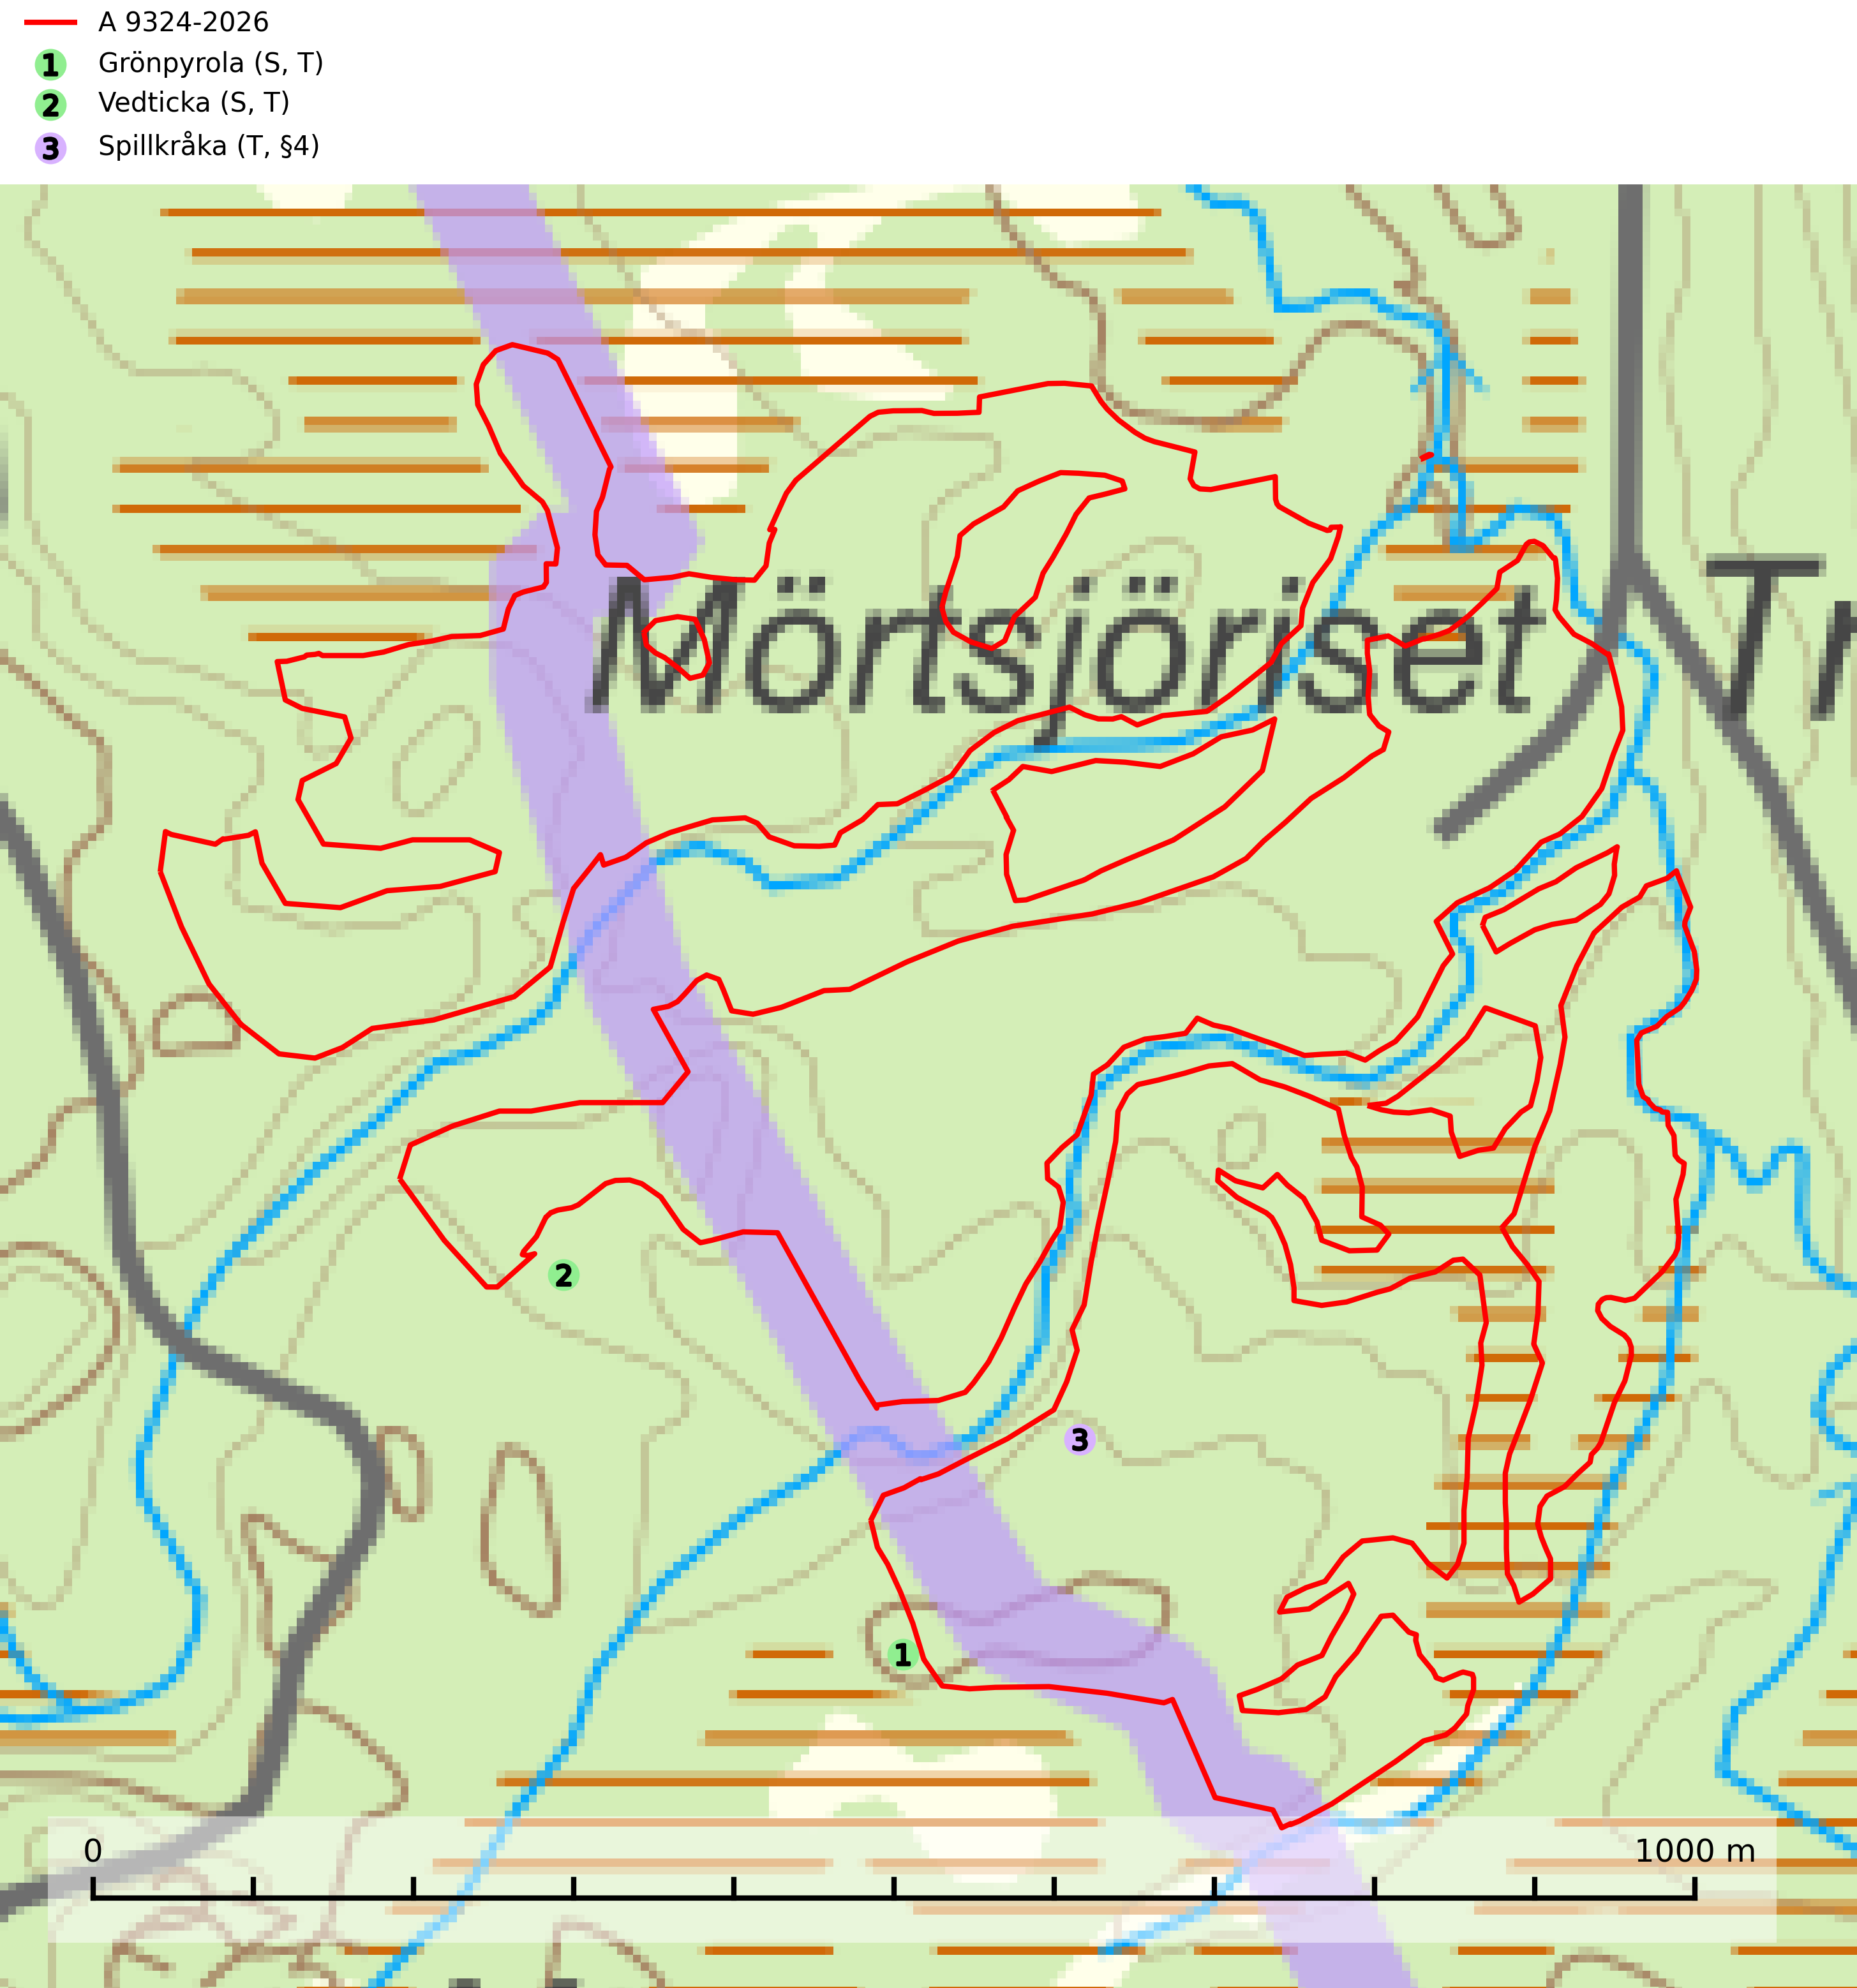 A 9324-2026
1 Grönpyrola (S, T)
2 Vedticka (S, T)
3 Spillkråka (T, §4)
Mörtsjöriset
2
3
1
0
1000 m